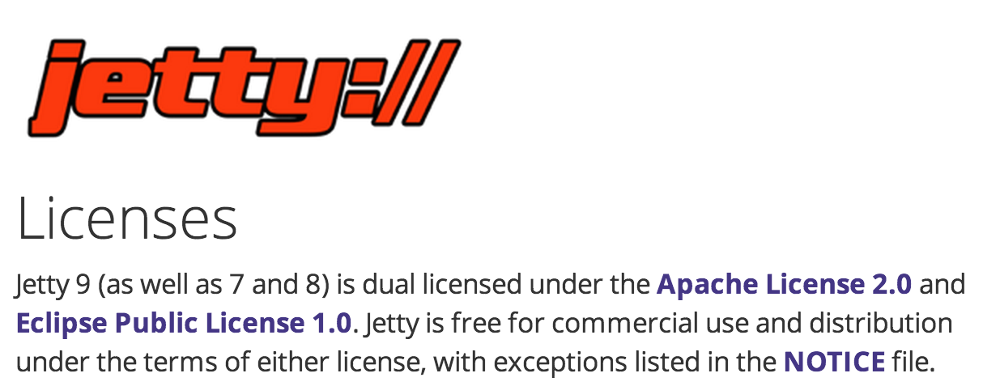 jetty://
Licenses
Jetty 9 (as well as 7 and 8) is dual licensed under the Apache License 2.0 and
Eclipse Public License 1.0. Jetty is free for commercial use and distribution
under the terms of either license, with exceptions listed in the NOTICE file.